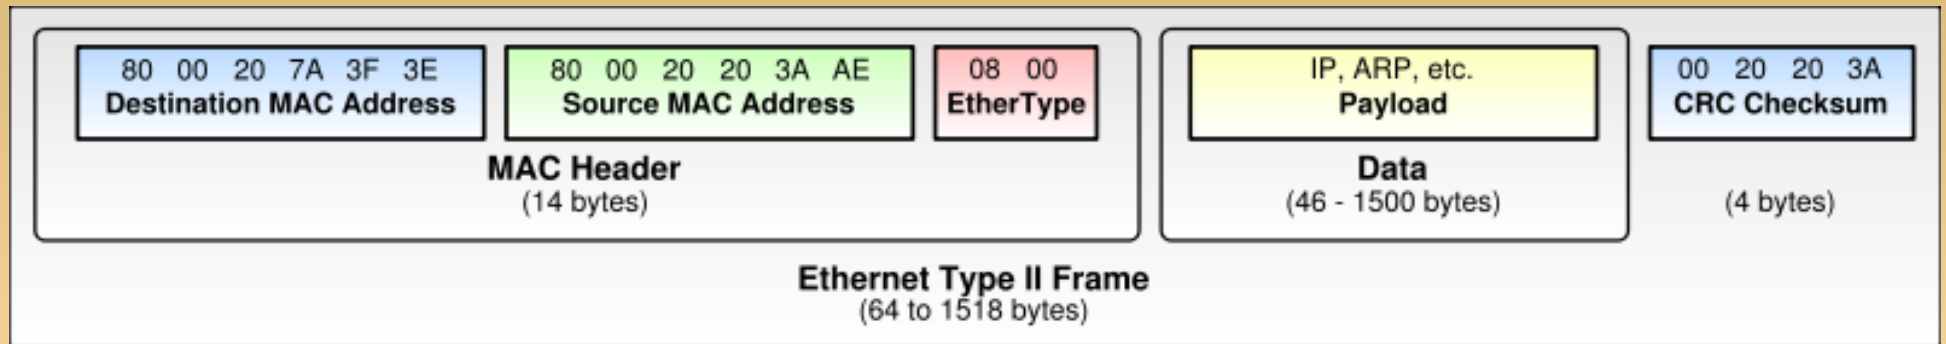 80 00 20 7A 3F 3E
Destination MAC Address
80 00 20 20 3A AE
Source MAC Address
08 00
EtherType
MAC Header
(14 bytes)
IP, ARP, etc.
Payload
Data
(46 - 1500 bytes)
00 20 20 3A
CRC Checksum
(4 bytes)
Ethernet Type II Frame
(64 to 1518 bytes)